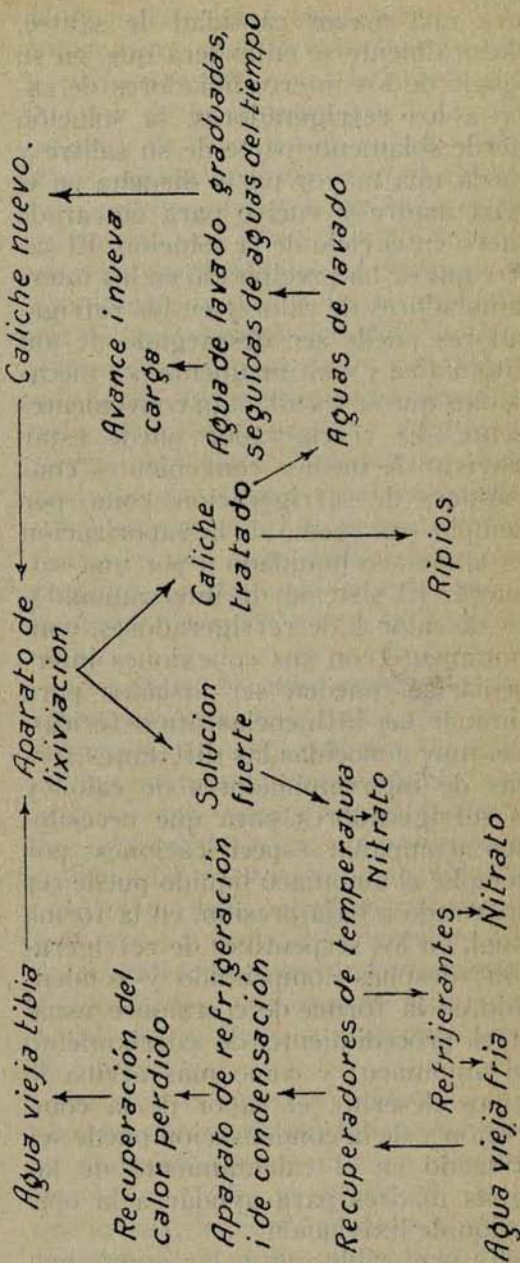 Agua vieja tibia
Aparato de
lixiviación
Caliche nuevo.
Recuperación del
calor perdido
Avance i nueva
carga
Aparato de refrigeración
i de condensación
Solución
fuerte
Caliche
tratado
Agua de lavado graduadas,
seguidas de aguas del tiempo
Recuperadores de temperatura
Nitrato
Aguas de lavado
Refrijerantes
Nitrato
Ripios
Agua vieja fria